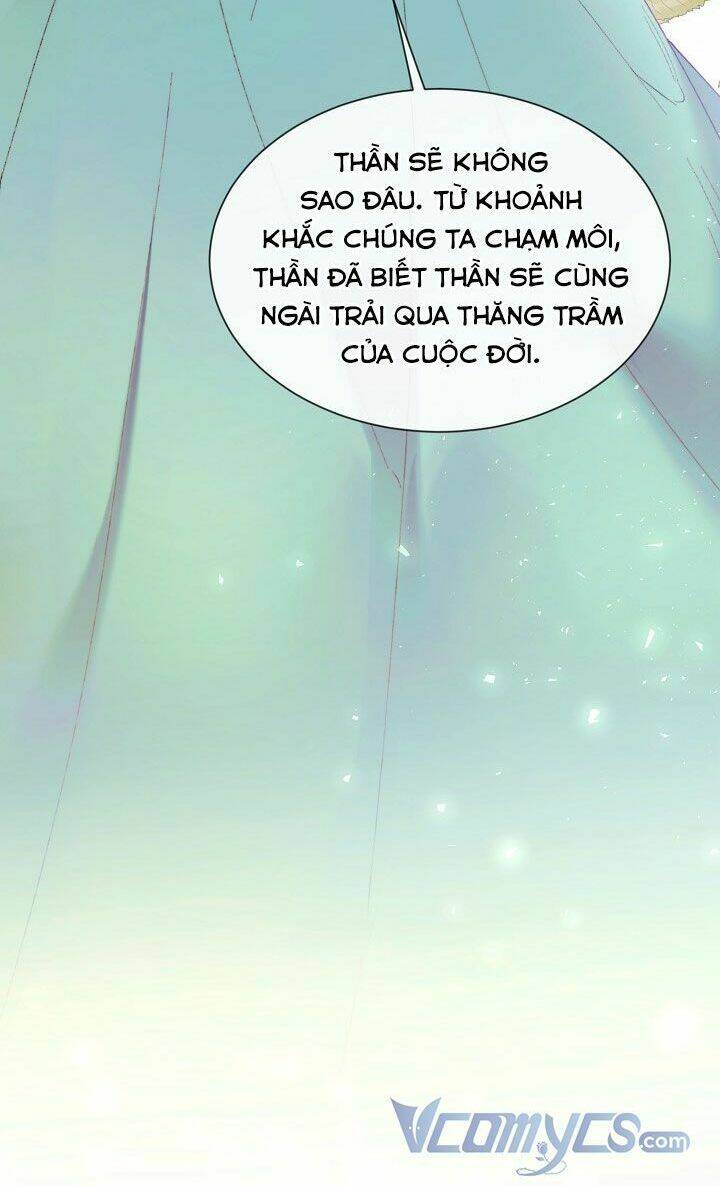 THẦN SẼ KHÔNG
SAO ĐÂU. TỪ KHOẢNH
KHẮC CHÚNG TA CHẠM MÔI,
THẦN ĐÃ BIẾT THẦN SẼ CÙNG
NGÀI TRẢI QUA THĂNG TRẦM
CỦA CUỘC ĐỜI.
VCOMYCS.com